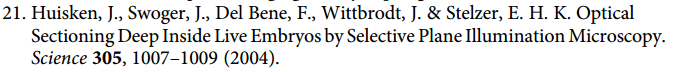 21. Huisken, J., Swoger, J., Del Bene, F., Wittbrodt, J. & Stelzer, E. H. K. Optical
Sectioning Deep Inside Live Embryos by Selective Plane Illumination Microscopy.
Science 305, 1007–1009 (2004).